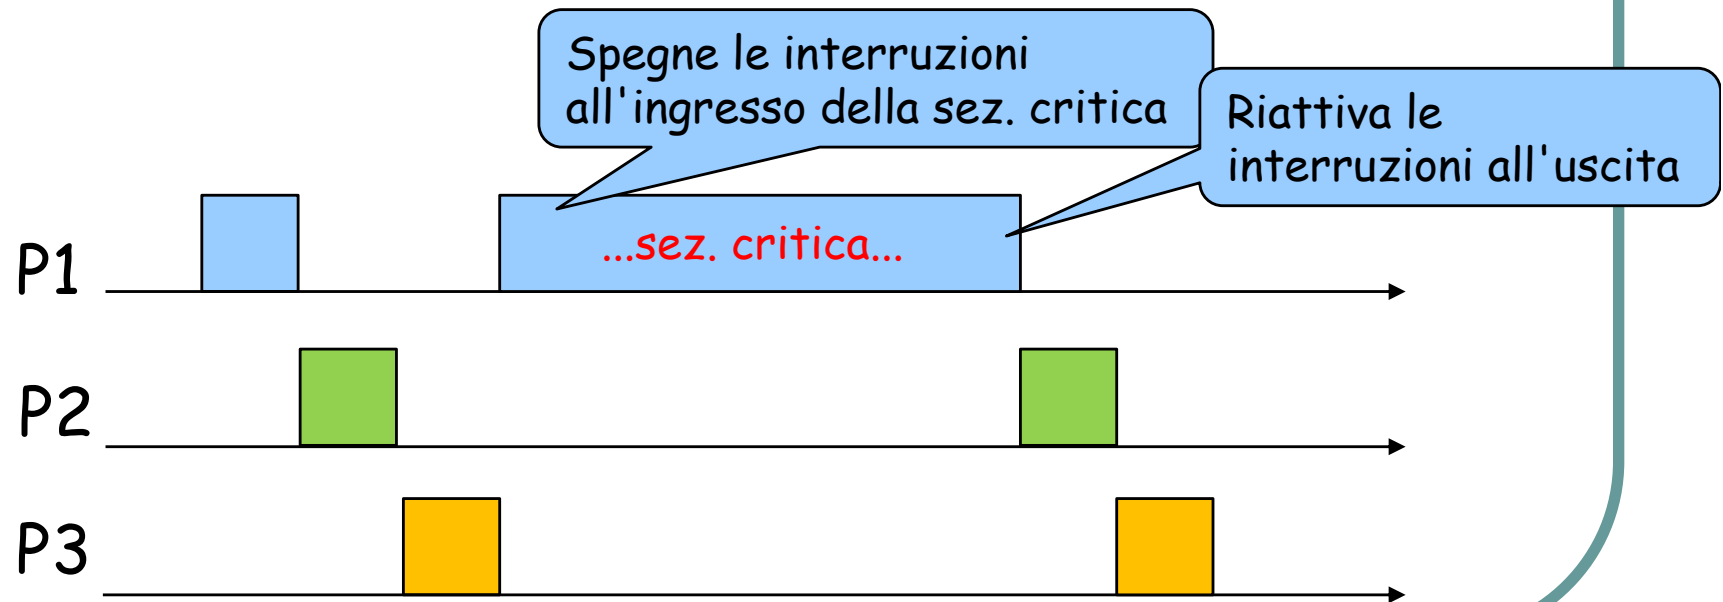 Spegne le interruzioni
all'ingresso della sez. critica
Riattiva le
interruzioni all'uscita
...sez. critica...
P1
P2
P3